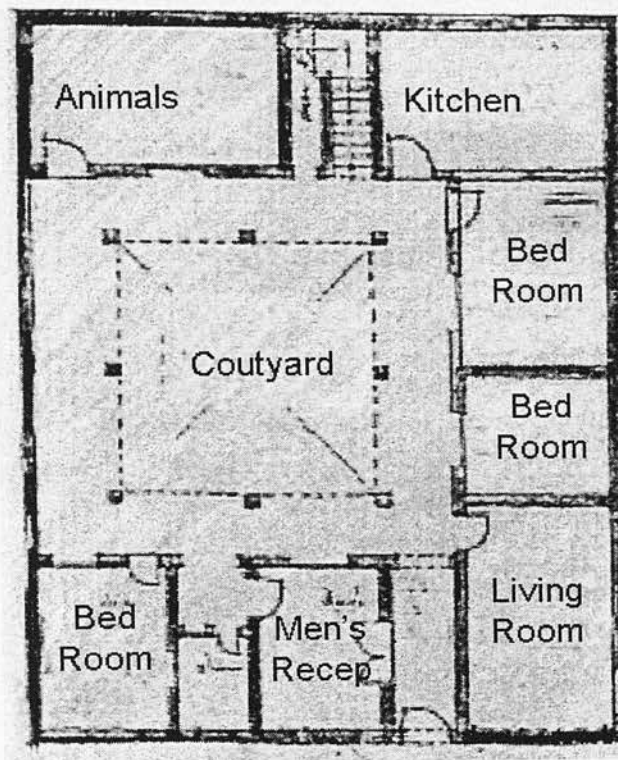 Animals
Kitchen
Bed
Room
Coutyard
Bed
Room
Living
Room
Bed
Room
Men's
Recep